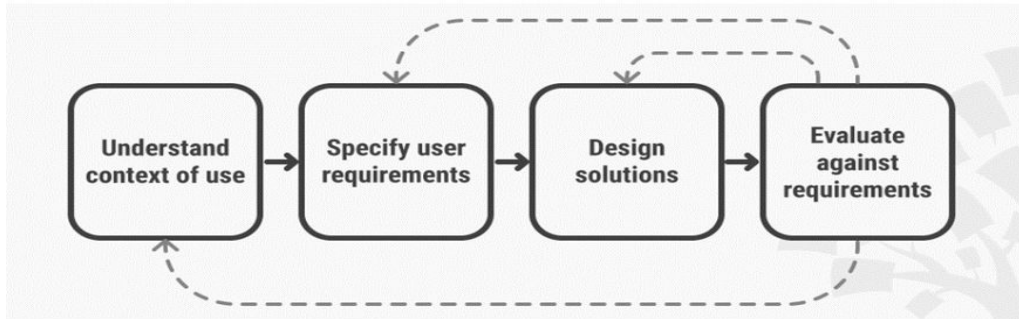 Understand
context of use
Specify user
requirements
Design
solutions
Evaluate
against
requirements